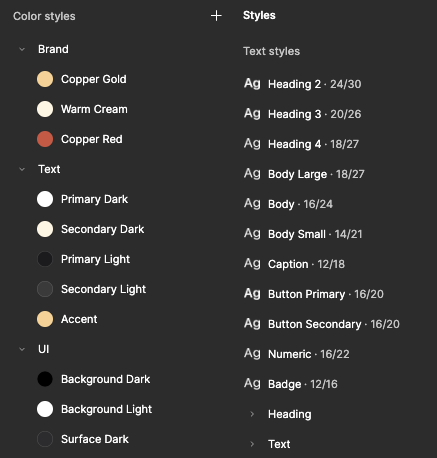 Color styles
Brand
Copper Gold
Warm Cream
Copper Red
Text
Primary Dark
Secondary Dark
Primary Light
Secondary Light
Accent
UI
Background Dark
Background Light
Surface Dark
Styles
Text styles
Ag Heading 2 · 24/30
Ag Heading 3 · 20/26
Ag Heading 4 · 18/27
Ag Body Large · 18/27
Ag Body · 16/24
Ag Body Small · 14/21
Ag Caption · 12/18
Ag Button Primary · 16/20
Ag Button Secondary · 16/20
Ag Numeric · 16/22
Ag Badge · 12/16
Heading
Text